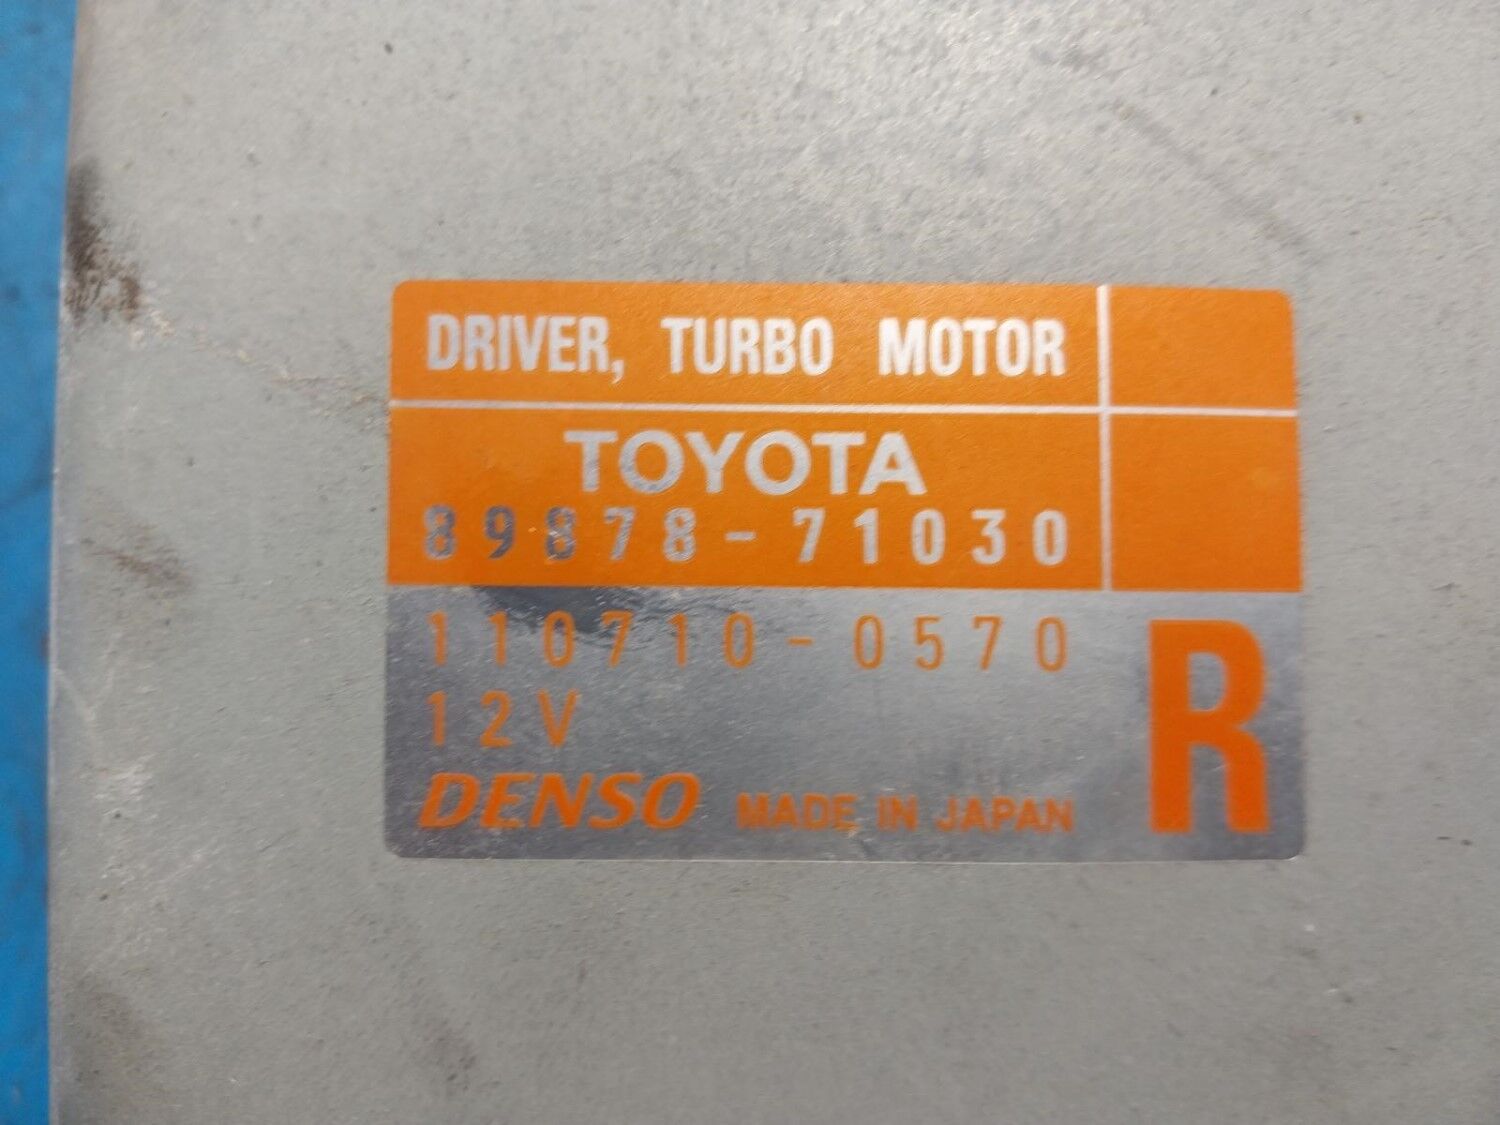 DRIVER, TURBO MOTOR
TOYOTA
89878-71030
110710-0570
12V
DENSO MADE IN JAPAN
R